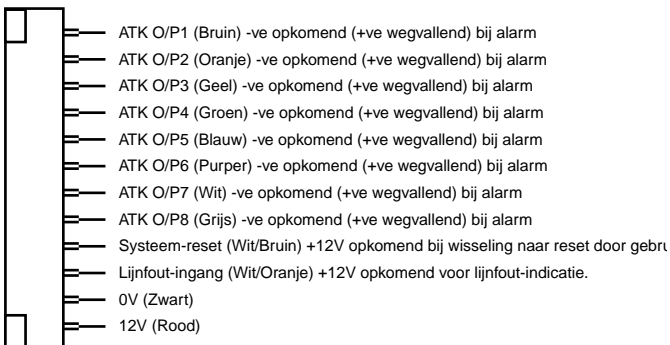 ATK O/P1 (Bruin) -ve opkomend (+ve wegvallend) bij alarm
ATK O/P2 (Oranje) -ve opkomend (+ve wegvallend) bij alarm
ATK O/P3 (Geel) -ve opkomend (+ve wegvallend) bij alarm
ATK O/P4 (Groen) -ve opkomend (+ve wegvallend) bij alarm
ATK O/P5 (Blauw) -ve opkomend (+ve wegvallend) bij alarm
ATK O/P6 (Purper) -ve opkomend (+ve wegvallend) bij alarm
ATK O/P7 (Wit) -ve opkomend (+ve wegvallend) bij alarm
ATK O/P8 (Grijs) -ve opkomend (+ve wegvallend) bij alarm
Systeem-reset (Wit/Bruin) +12V opkomend bij wisseling naar reset door
Lijnfout-ingang (Wit/Oranje) +12V opkomend voor lijnfout-indicatie.
0V (Zwart)
12V (Rood)